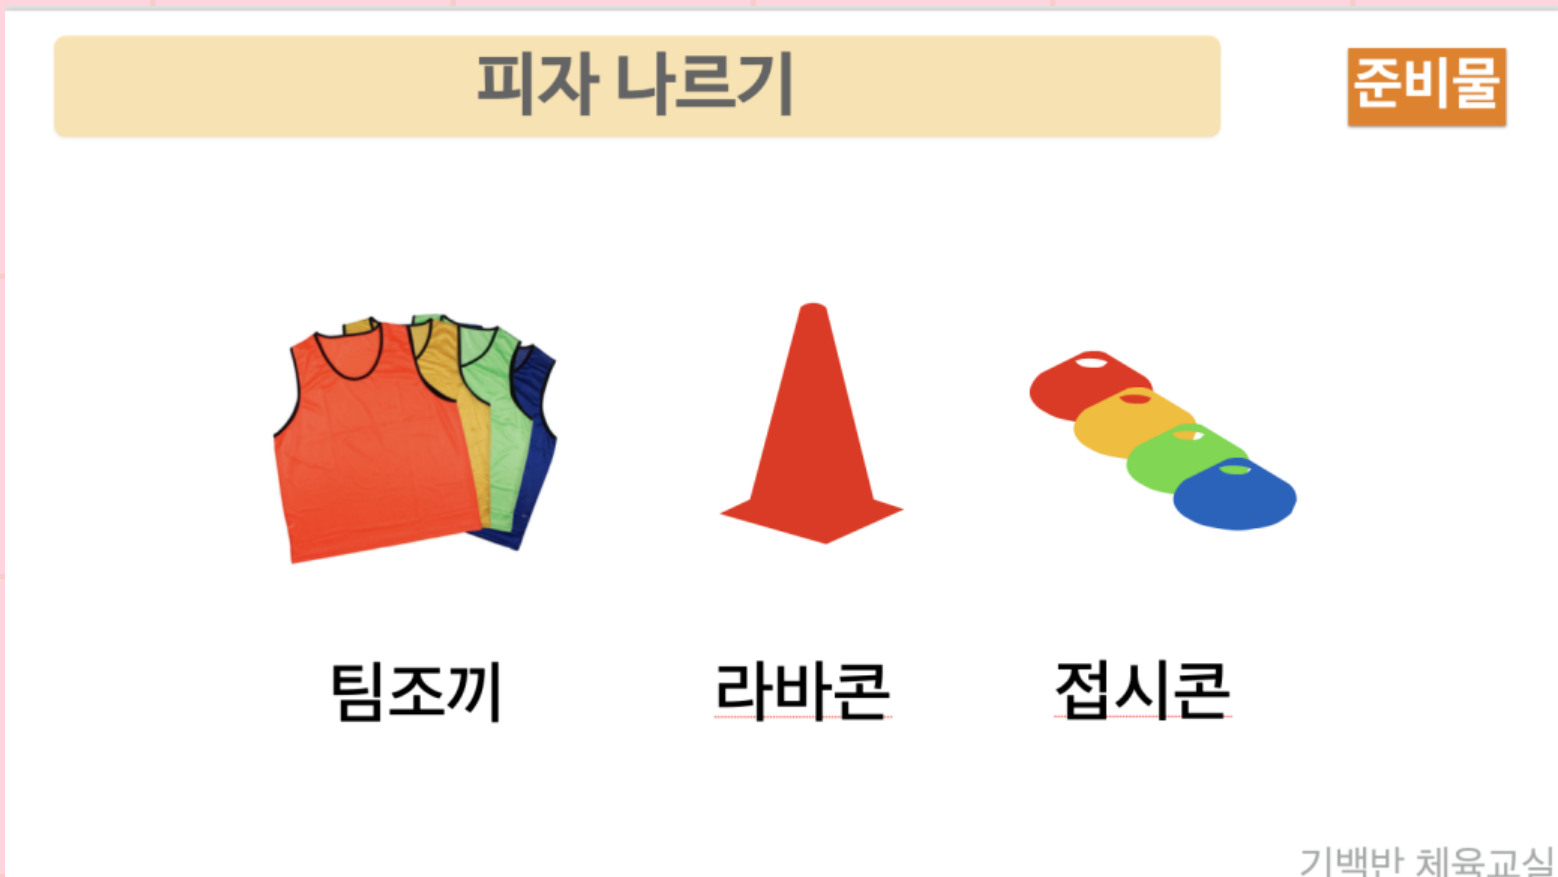 피자 나르기
준비물
팀조끼
라바콘
접시콘
기백반 체육교실